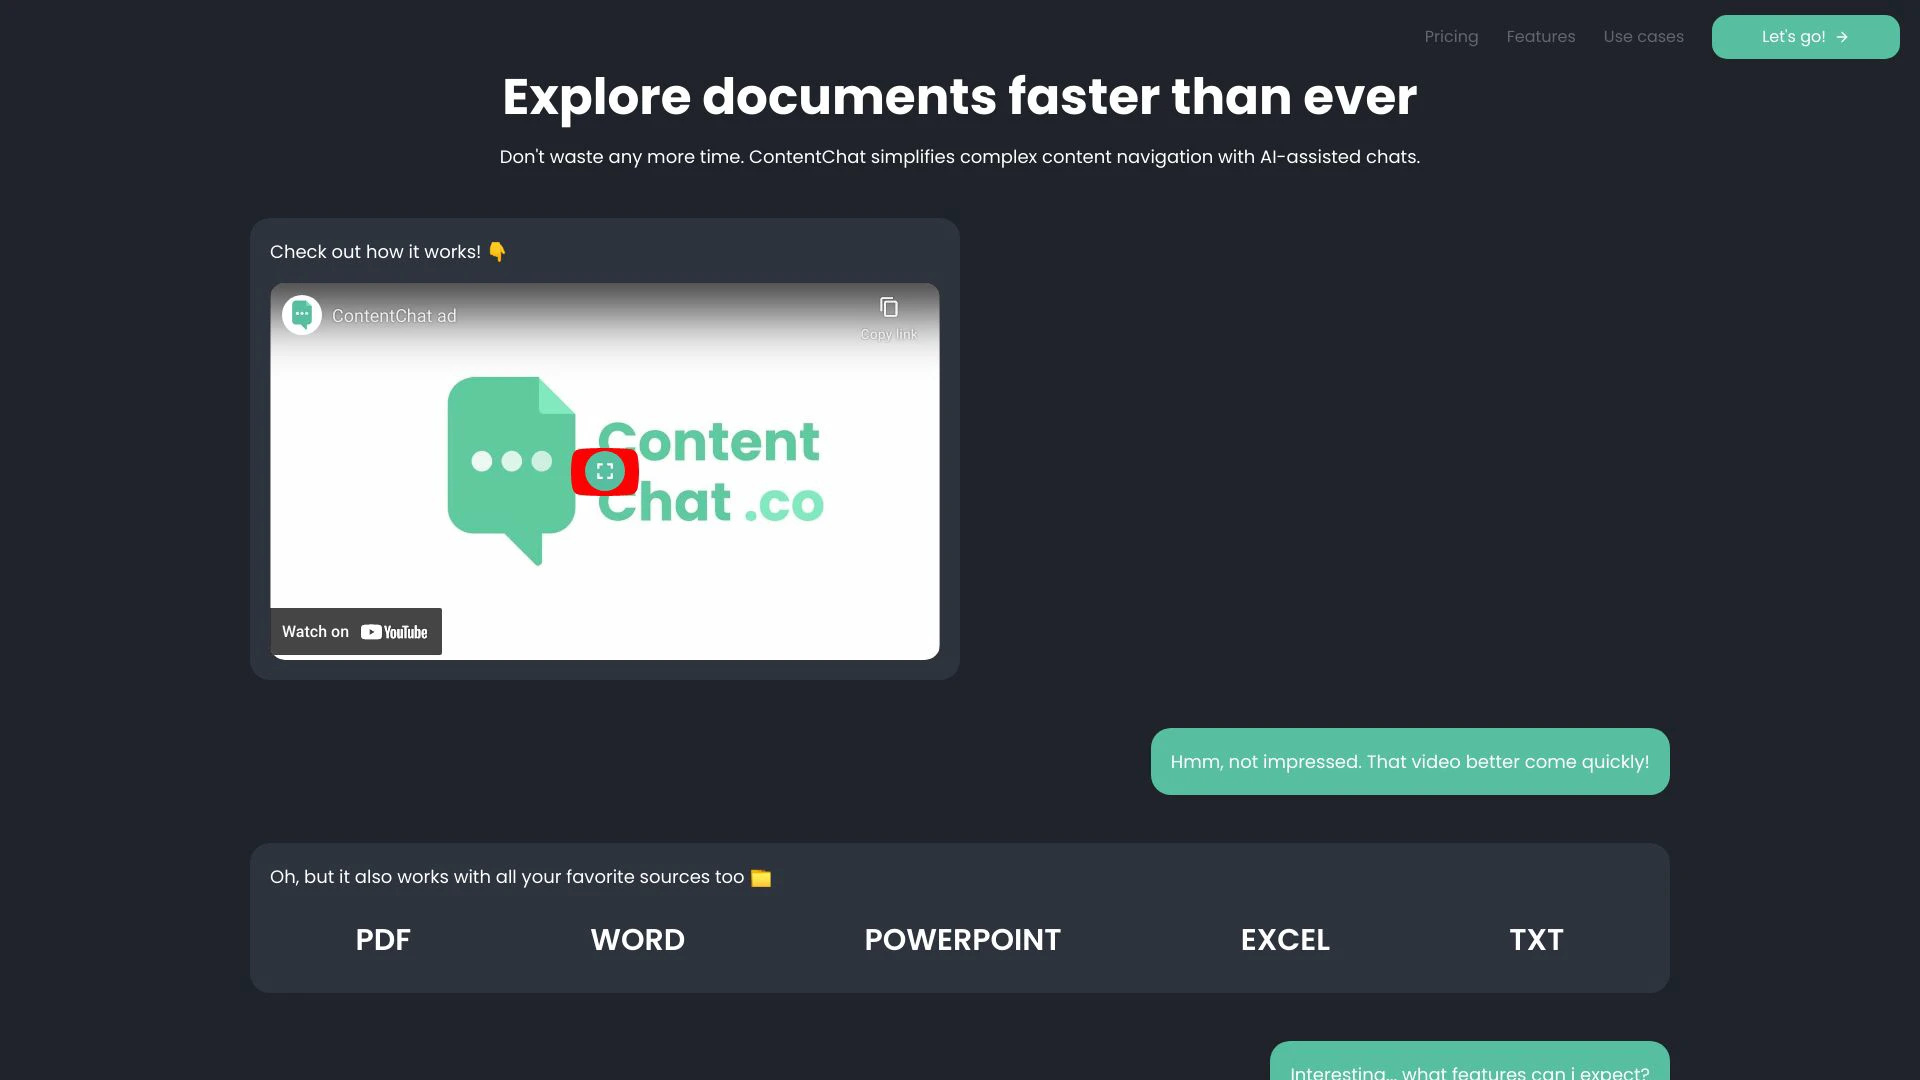 Pricing
Features
Use cases
Let's go! →
Explore documents faster than ever
Don't waste any more time. ContentChat simplifies complex content navigation with AI-assisted chats.
Check out how it works! 👇
ContentChat ad
Copy link
Content
Chat .co
Watch on YouTube
Hmm, not impressed. That video better come quickly!
Oh, but it also works with all your favorite sources too 🗂️
PDF
WORD
POWERPOINT
EXCEL
TXT
Interesting... what features can i expect?